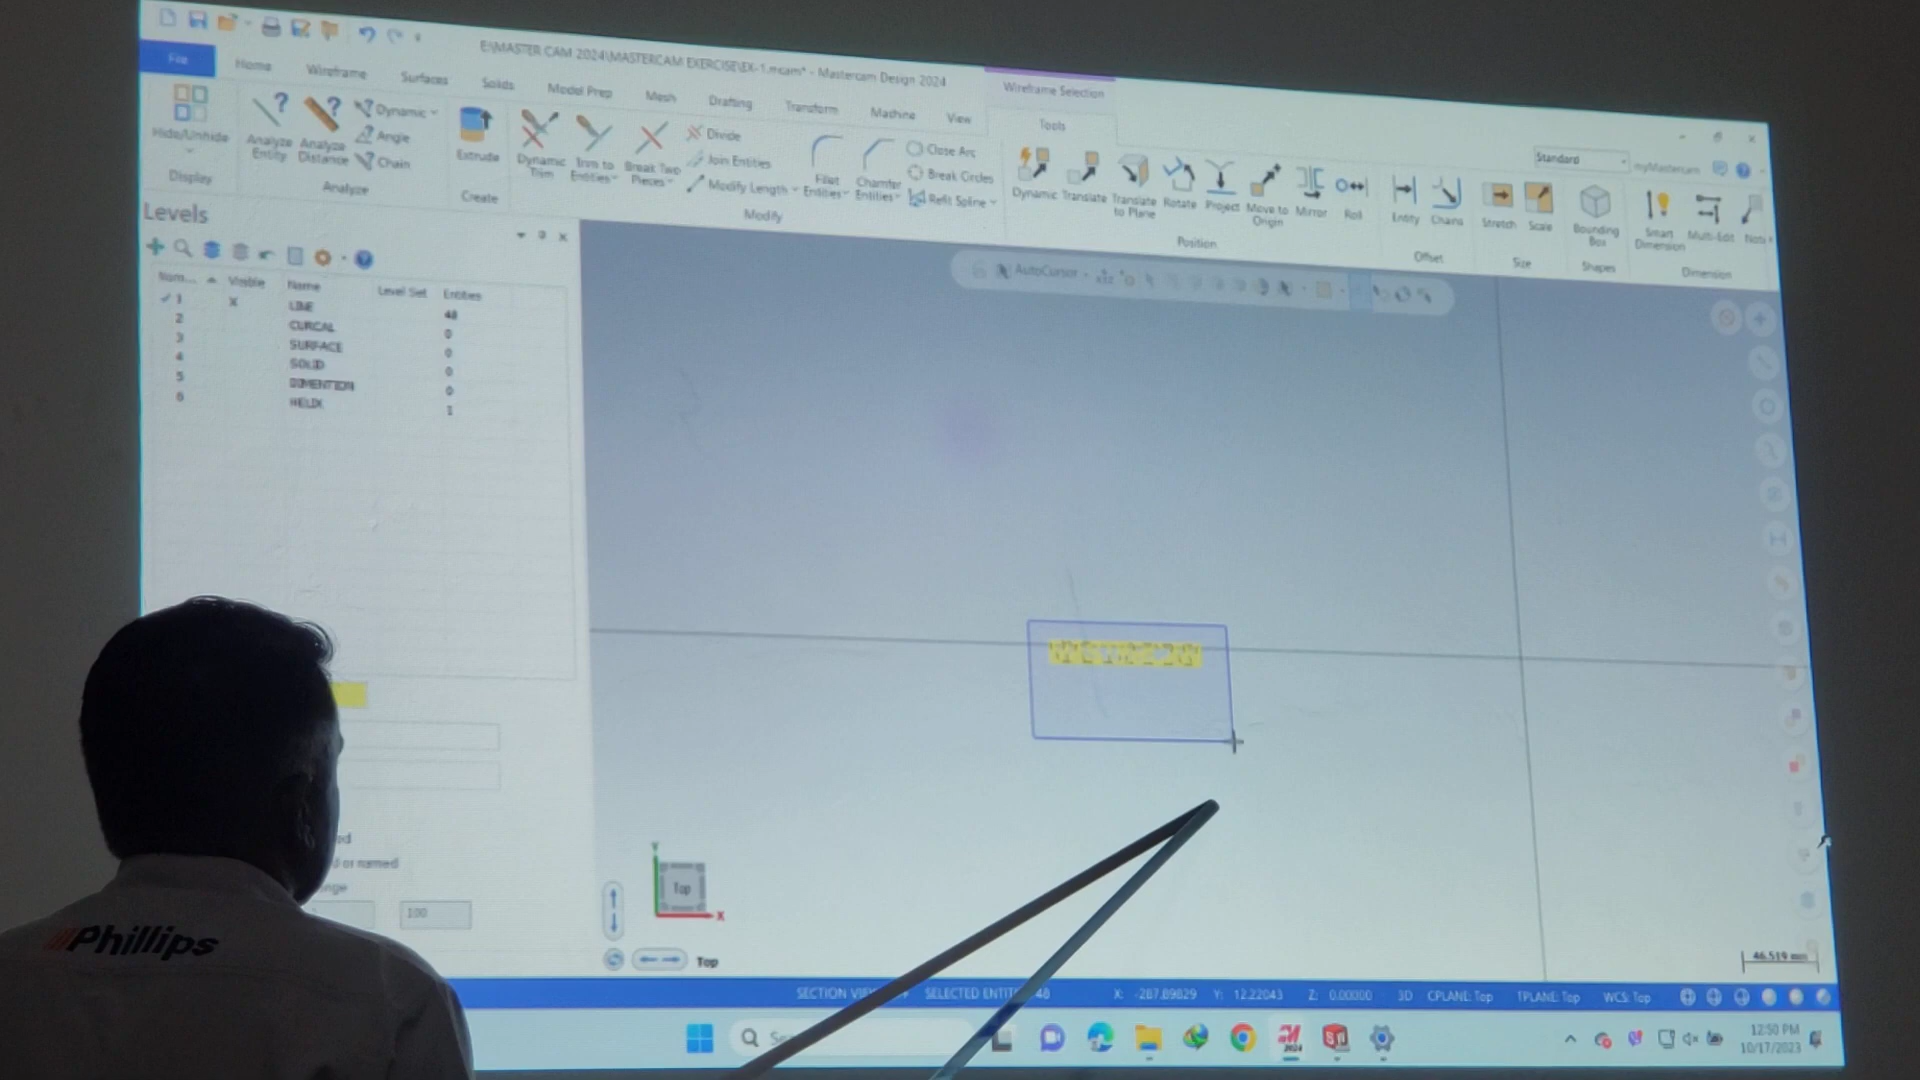 E:\MASTER CAM 2024\MASTERCAM EXERCISE\EX-1.mcam* - Mastercam Design 2024
Wireframe Selection
File
Home
Wireframe
Surfaces
Solids
Model Prep
Mesh
Drafting
Transform
Machine
View
Tools
Standard
myMastercam
Hide/Unhide
Display
Analyze Entity
Analyze Distance
Dynamic
Angle
Chain
Analyze
Extrude
Create
Dynamic Trim
Trim to Entities
Break Two Pieces
Divide
Join Entities
Modify Length
Modify
Fillet Entities
Chamfer Entities
Close Arc
Break Circles
Refit Spline
Dynamic
Translate
Translate to Plane
Rotate
Project
Move to Origin
Mirror
Roll
Position
Entity
Chains
Offset
Stretch
Scale
Size
Bounding Box
Shapes
Smart Dimension
Multi-Edit
Dimension
Levels
Num...
Visible
Name
Level Set
Entities
1 X LINE 48
2 CURCAL 0
3 SURFACE 0
4 SOLID 0
5 DIMENTION 0
6 HELIX 1
AutoCursor
or named
100
Y
Top
X
Top
46.519 mm
SECTION
SELECTED
48
X: -287.89829
Y: 12.22043
Z: 0.00000
3D
CPLANE: Top
TPLANE: Top
WCS: Top
12:50 PM
10/17/2023
Phillips